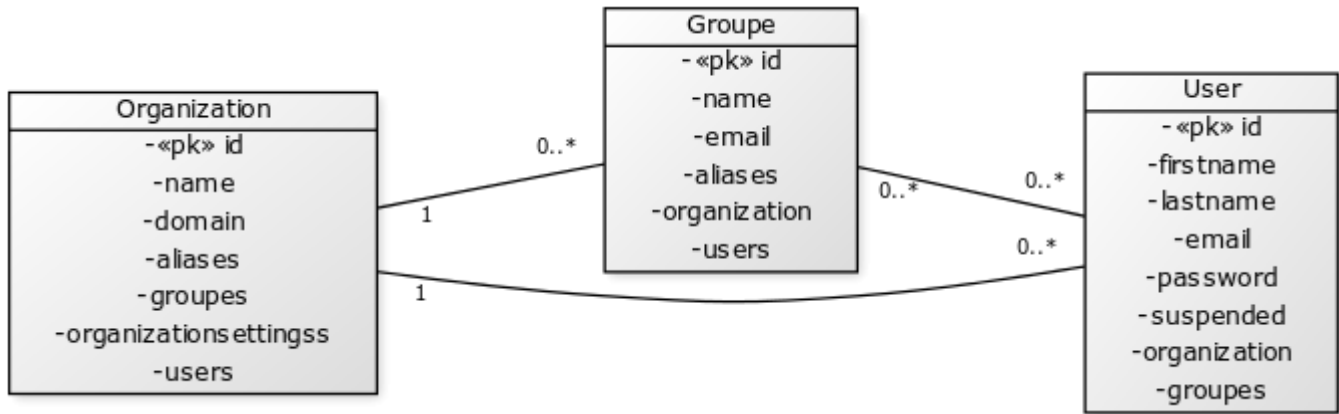 Organization
-«pk» id
-name
-domain
-aliases
-groupes
-organizationsettingss
-users
1
0..*
1
0..*
Groupe
-«pk» id
-name
-email
-aliases
-organization
-users
0..*
0..*
User
-«pk» id
-firstname
-lastname
-email
-password
-suspended
-organization
-groupes